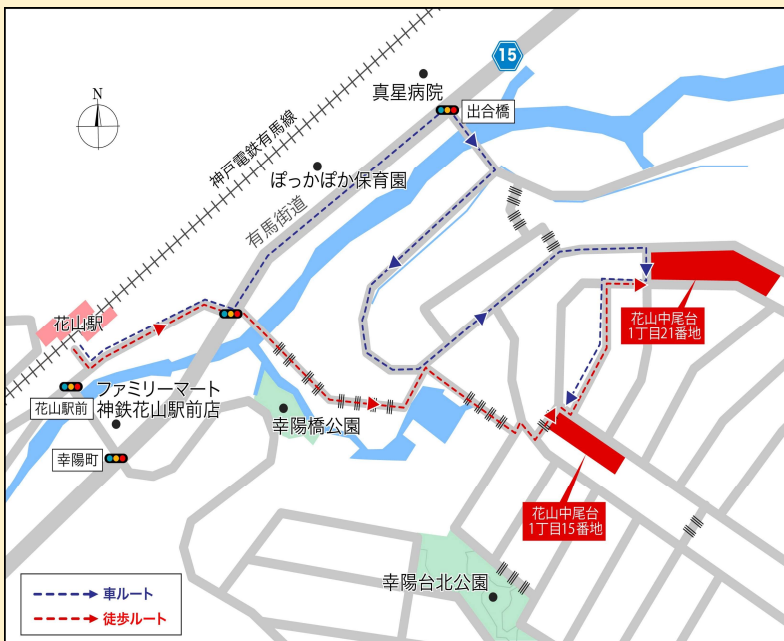 15
真星病院
出合橋
N
神戸電鉄有馬線
ぽっかぽか保育園
有馬街道
花山駅
花山中尾台
1丁目21番地
ファミリーマート
神鉄花山駅前店
花山駅前
幸陽橋公園
幸陽町
花山中尾台
1丁目15番地
幸陽台北公園
車ルート
徒歩ルート